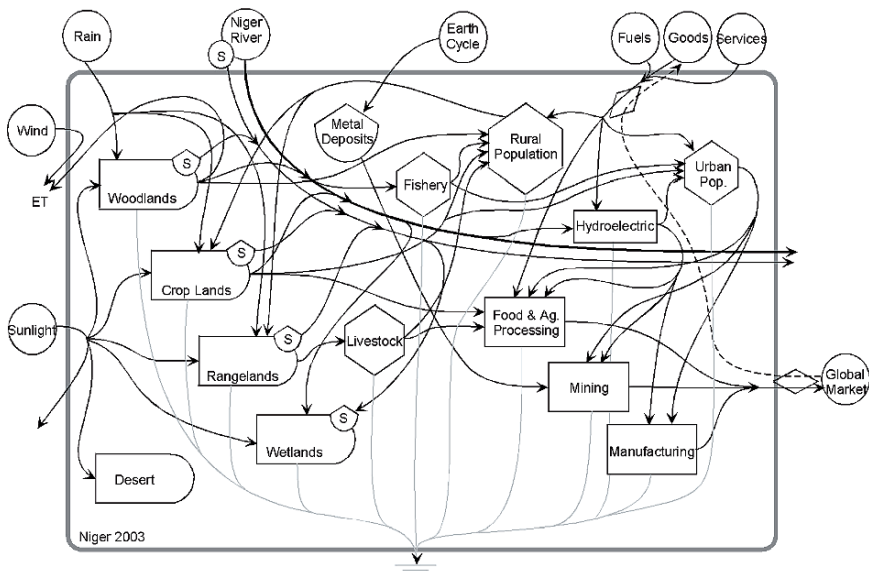 Rain
Niger
River
S
Earth
Cycle
Fuels
Goods
Services
Wind
ET
Metal
Deposits
Rural
Population
S
Woodlands
Fishery
Urban
Pop.
Hydroelectric
S
Crop Lands
Sunlight
Food & Ag.
Processing
S
Livestock
Rangelands
Mining
Global
Market
S
Wetlands
Manufacturing
Desert
Niger 2003